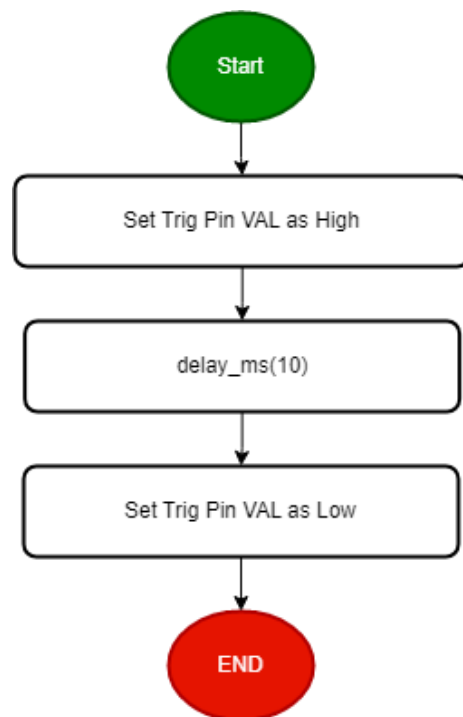 Start
Set Trig Pin VAL as High
delay_ms(10)
Set Trig Pin VAL as Low
END